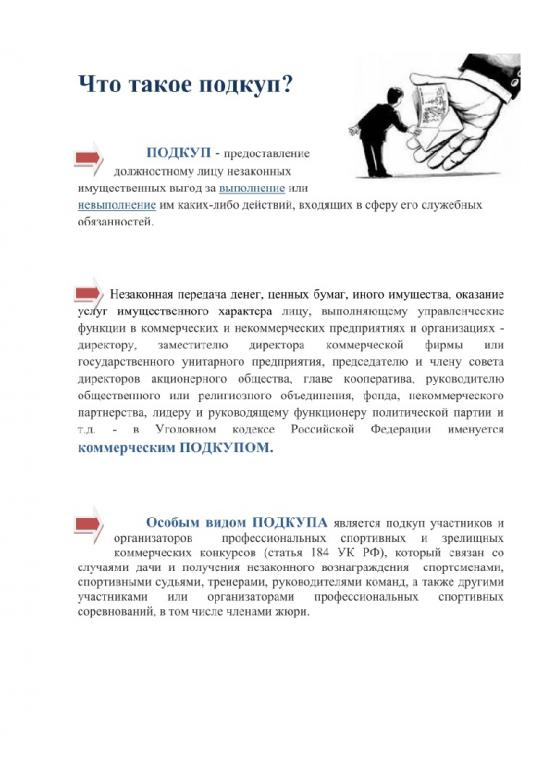 Что такое подкуп?
ПОДКУП - предоставление
должностному лицу незаконных
имущественных выгод за выполнение или
невыполнение им каких-либо действий, входящих в сферу его служебных
обязанностей.
Незаконная передача денег, ценных бумаг, иного имущества, оказание
услуг имущественного характера лицу, выполняющему управленческие
функции в коммерческих и некоммерческих предприятиях и организациях -
директору, заместителю директора коммерческой фирмы или
государственного унитарного предприятия, председателю и члену совета
директоров акционерного общества, главе кооператива, руководителю
общественного или религиозного объединения, фонда, некоммерческого
партнерства, лидеру и руководящему функционеру политической партии и
т.д. - в Уголовном кодексе Российской Федерации именуется
коммерческим ПОДКУПОМ.
Особым видом ПОДКУПА является подкуп участников и
организаторов профессиональных спортивных и зрелищных
коммерческих конкурсов (статья 184 УК РФ), который связан со
случаями дачи и получения незаконного вознаграждения спортсменами,
спортивными судьями, тренерами, руководителями команд, а также другими
участниками или организаторами профессиональных спортивных
соревнований, в том числе членами жюри.